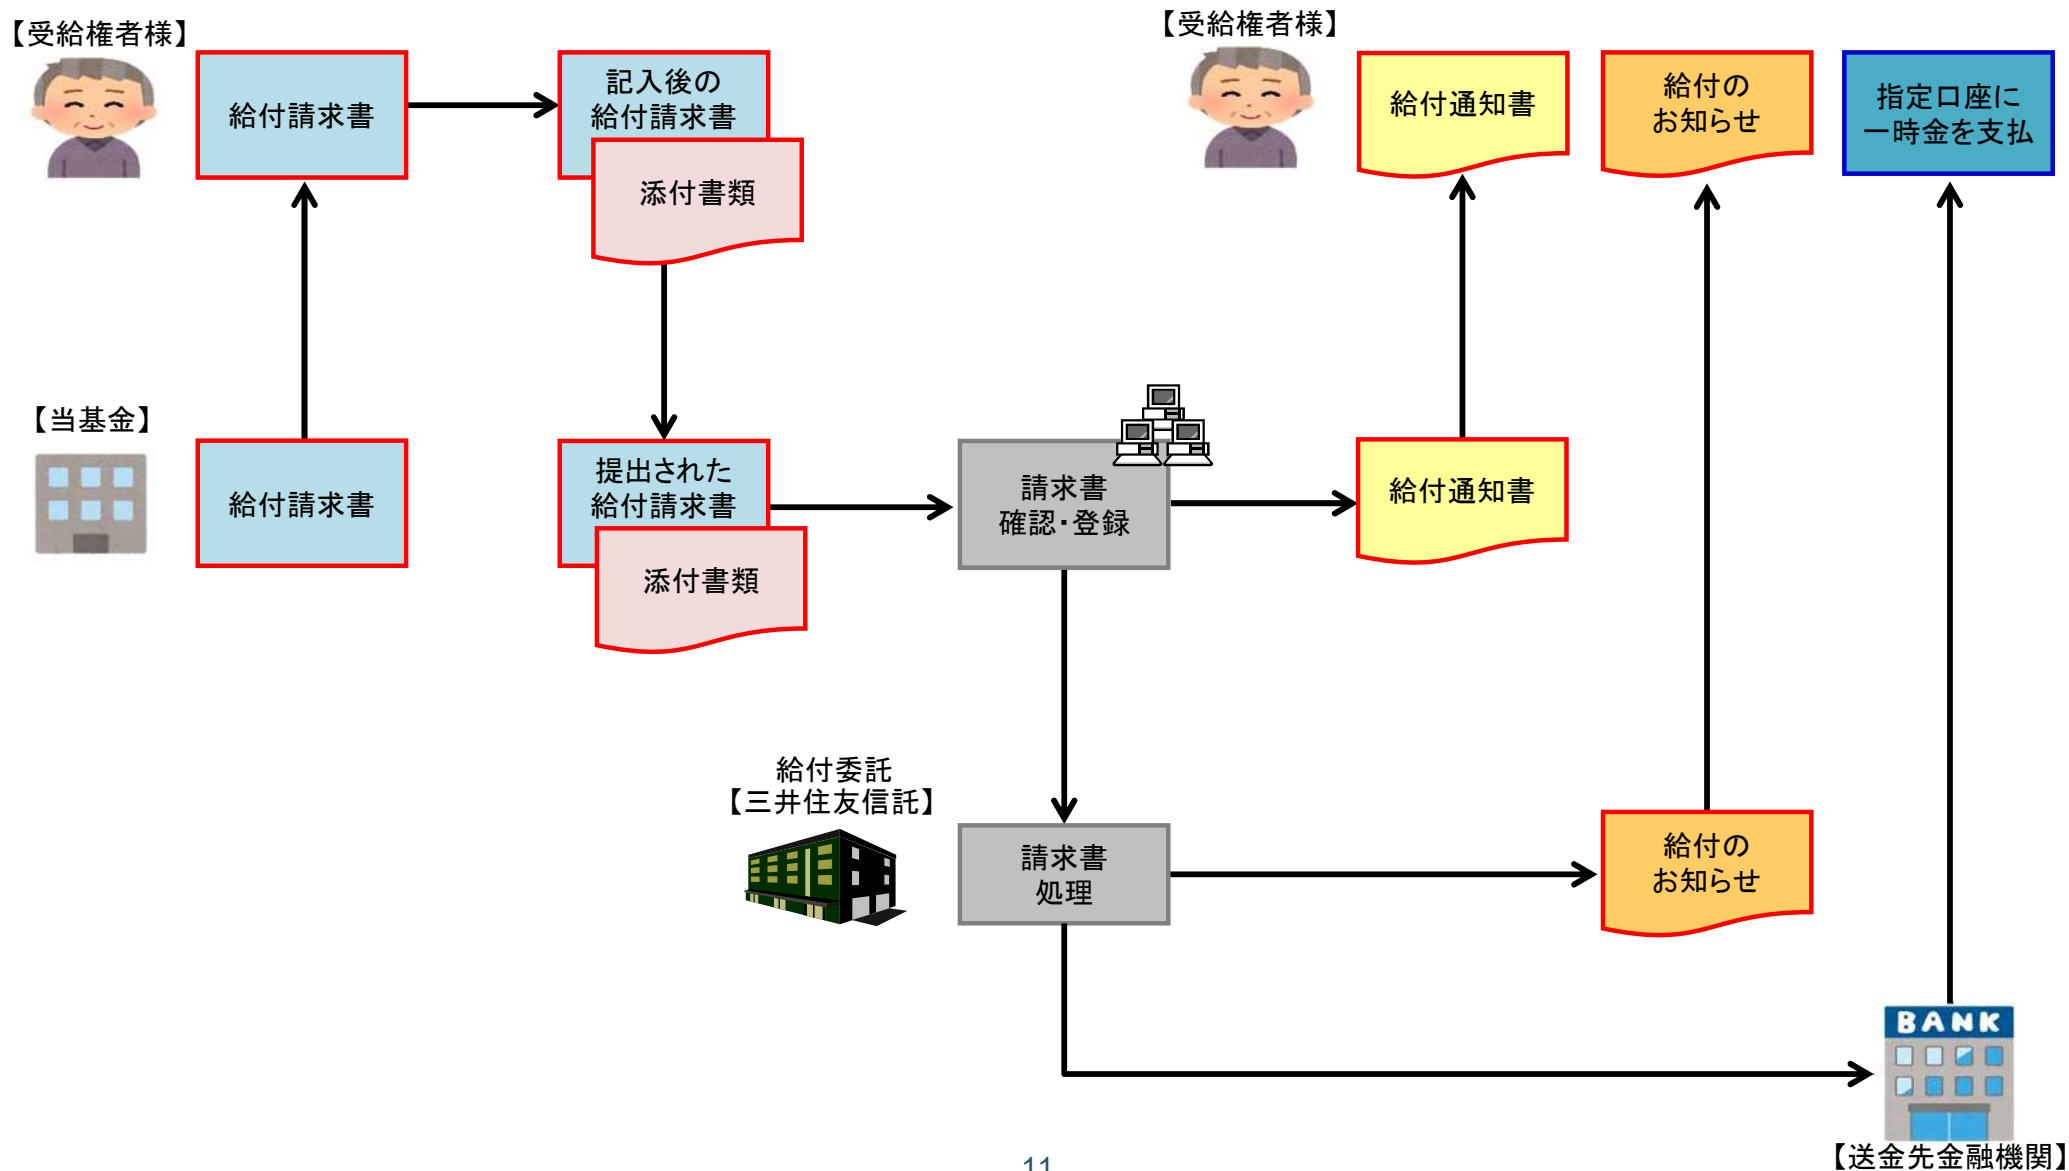 【受給権者様】
給付請求書
記入後の
給付請求書
添付書類
【受給権者様】
給付通知書
給付の
お知らせ
指定口座に
一時金を支払
【当基金】
給付請求書
提出された
給付請求書
添付書類
請求書
確認・登録
給付通知書
給付委託
【三井住友信託】
請求書
処理
給付の
お知らせ
BANK
【送金先金融機関】
11